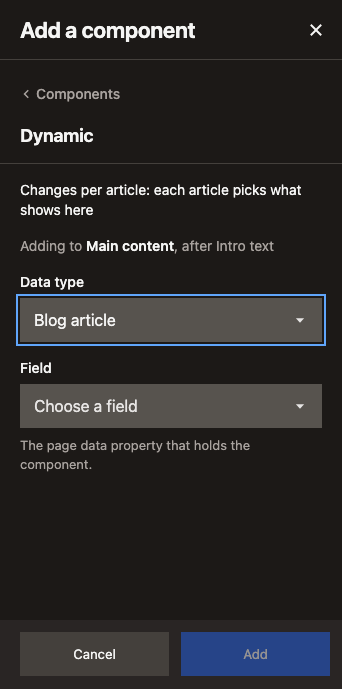 Add a component
Components
Dynamic
Changes per article: each article picks what
shows here
Adding to Main content, after Intro text
Data type
Blog article
Field
Choose a field
The page data property that holds the
component.
Cancel
Add